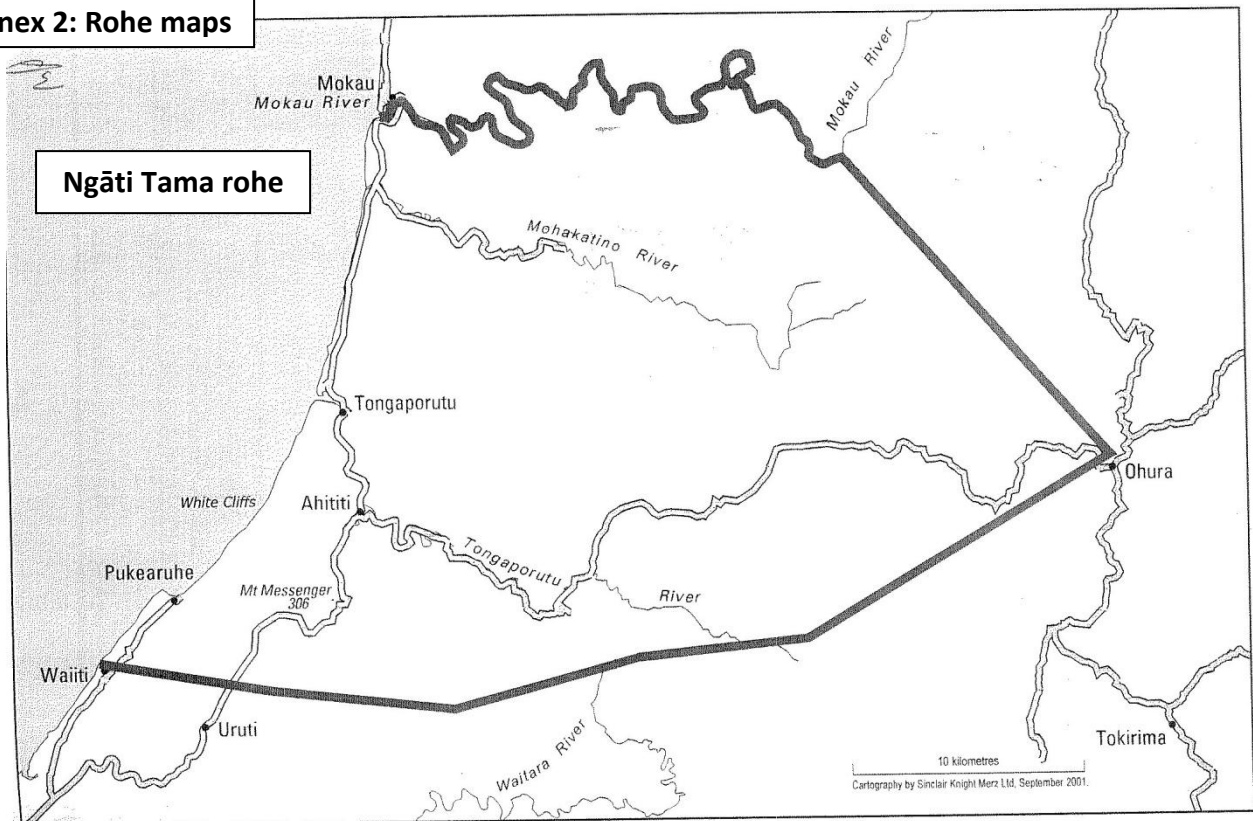 nex 2: Rohe maps
Mokau
Mokau River
Mokau River
Ngāti Tama rohe
Mohakatino River
Tongaporutu
White Cliffs
Ahititi
Ohura
Tongaporutu
River
Pukearuhe
Mt Messenger
306
Waiiti
Uruti
Waitara River
Tokirima
10 kilometres
Cartography by Sinclair Knight Merz Ltd, September 2001.